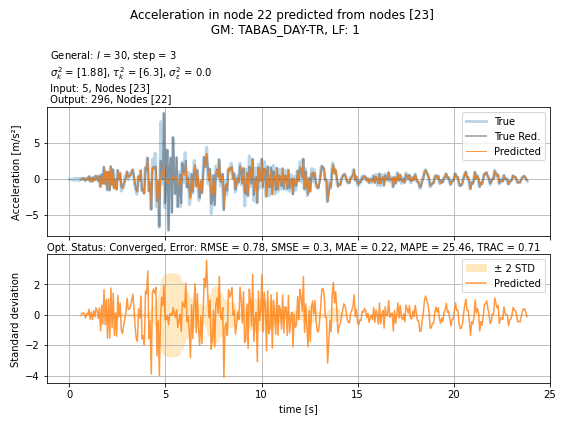 Acceleration in node 22 predicted from nodes [23]
GM: TABAS_DAY-TR, LF: 1
General: l = 30, step = 3
σ²ₖ = [1.88], τ²ₖ = [6.3], σ²ε = 0.0
Input: 5, Nodes [23]
Output: 296, Nodes [22]
Acceleration [m/s²]
5
0
−5
True
True Red.
Predicted
Opt. Status: Converged, Error: RMSE = 0.78, SMSE = 0.3, MAE = 0.22, MAPE = 25.46, TRAC = 0.71
Standard deviation
2
0
−2
−4
± 2 STD
Predicted
0 5 10 15 20 25
time [s]